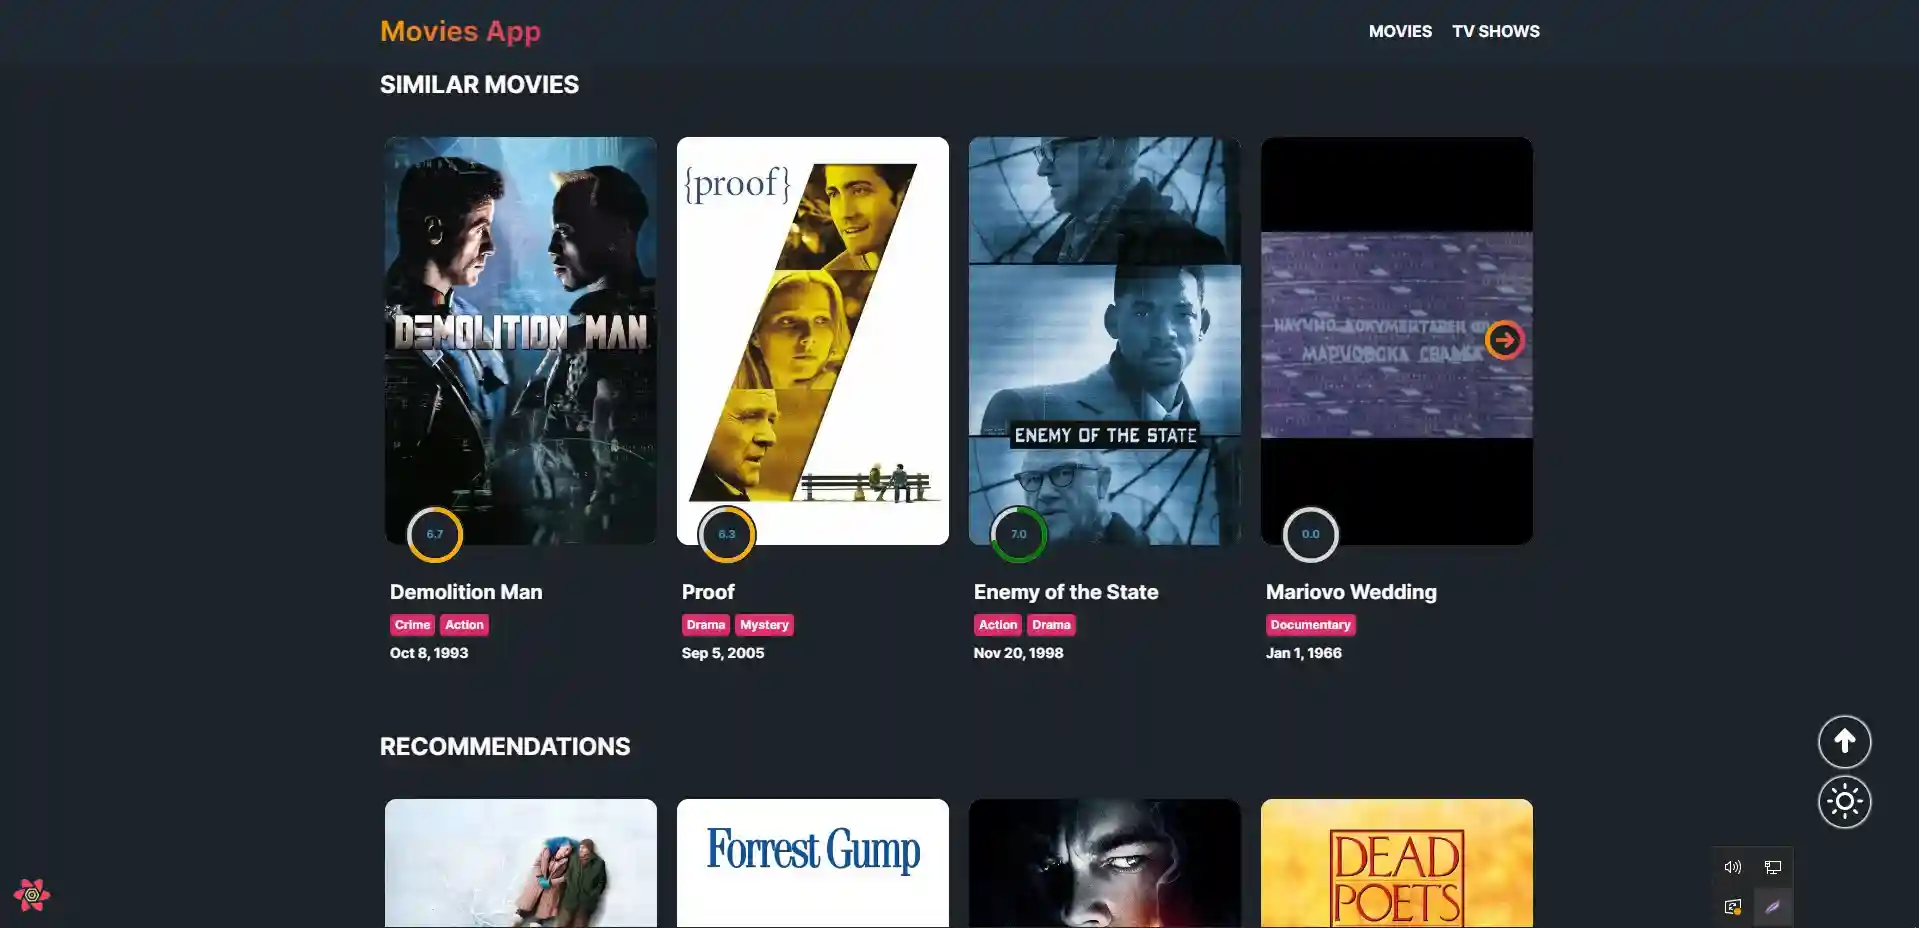 Movies App
MOVIES
TV SHOWS
SIMILAR MOVIES
DEMOLITION MAN
{proof}
ENEMY OF THE STATE
НАУЧНО ДОКУМЕНТАРЕН
МАРИОВСКА СВАДБА
6.7
6.3
7.0
0.0
Demolition Man
Proof
Enemy of the State
Mariovo Wedding
Crime
Action
Drama
Mystery
Action
Drama
Documentary
Oct 8, 1993
Sep 5, 2005
Nov 20, 1998
Jan 1, 1966
RECOMMENDATIONS
Forrest Gump
DEAD
POETS